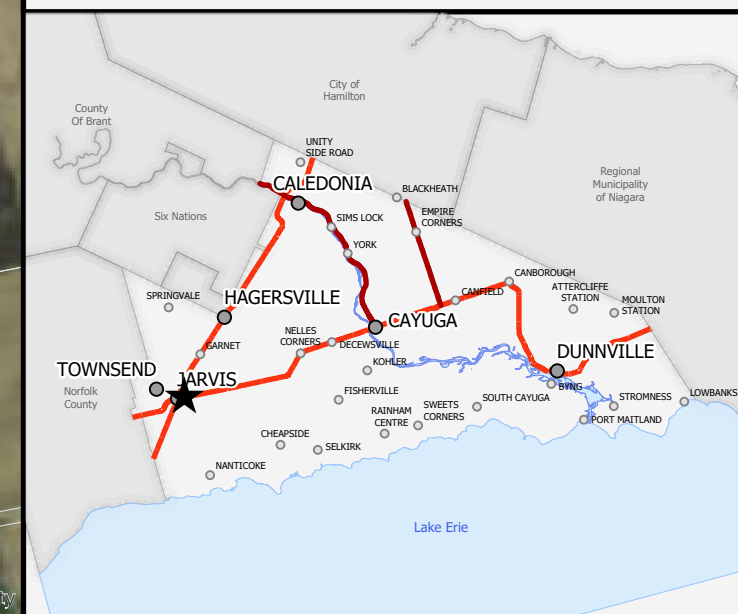 City of
Hamilton
County
Of Brant
UNITY
SIDE ROAD
Regional
Municipality
of Niagara
CALEDONIA
BLACKHEATH
Six Nations
SIMS LOCK
EMPIRE
CORNERS
YORK
CANBOROUGH
ATTERCLIFFE
STATION
SPRINGVALE
HAGERSVILLE
CANFIELD
MOULTON
STATION
CAYUGA
NELLES
CORNERS
DECEWSVILLE
GARNET
DUNNVILLE
KOHLER
TOWNSEND
JARVIS
BYNG
Norfolk
County
FISHERVILLE
LOWBANKS
STROMNESS
SOUTH CAYUGA
RAINHAM
CENTRE
SWEETS
CORNERS
PORT MAITLAND
CHEAPSIDE
SELKIRK
NANTICOKE
Lake Erie
ty